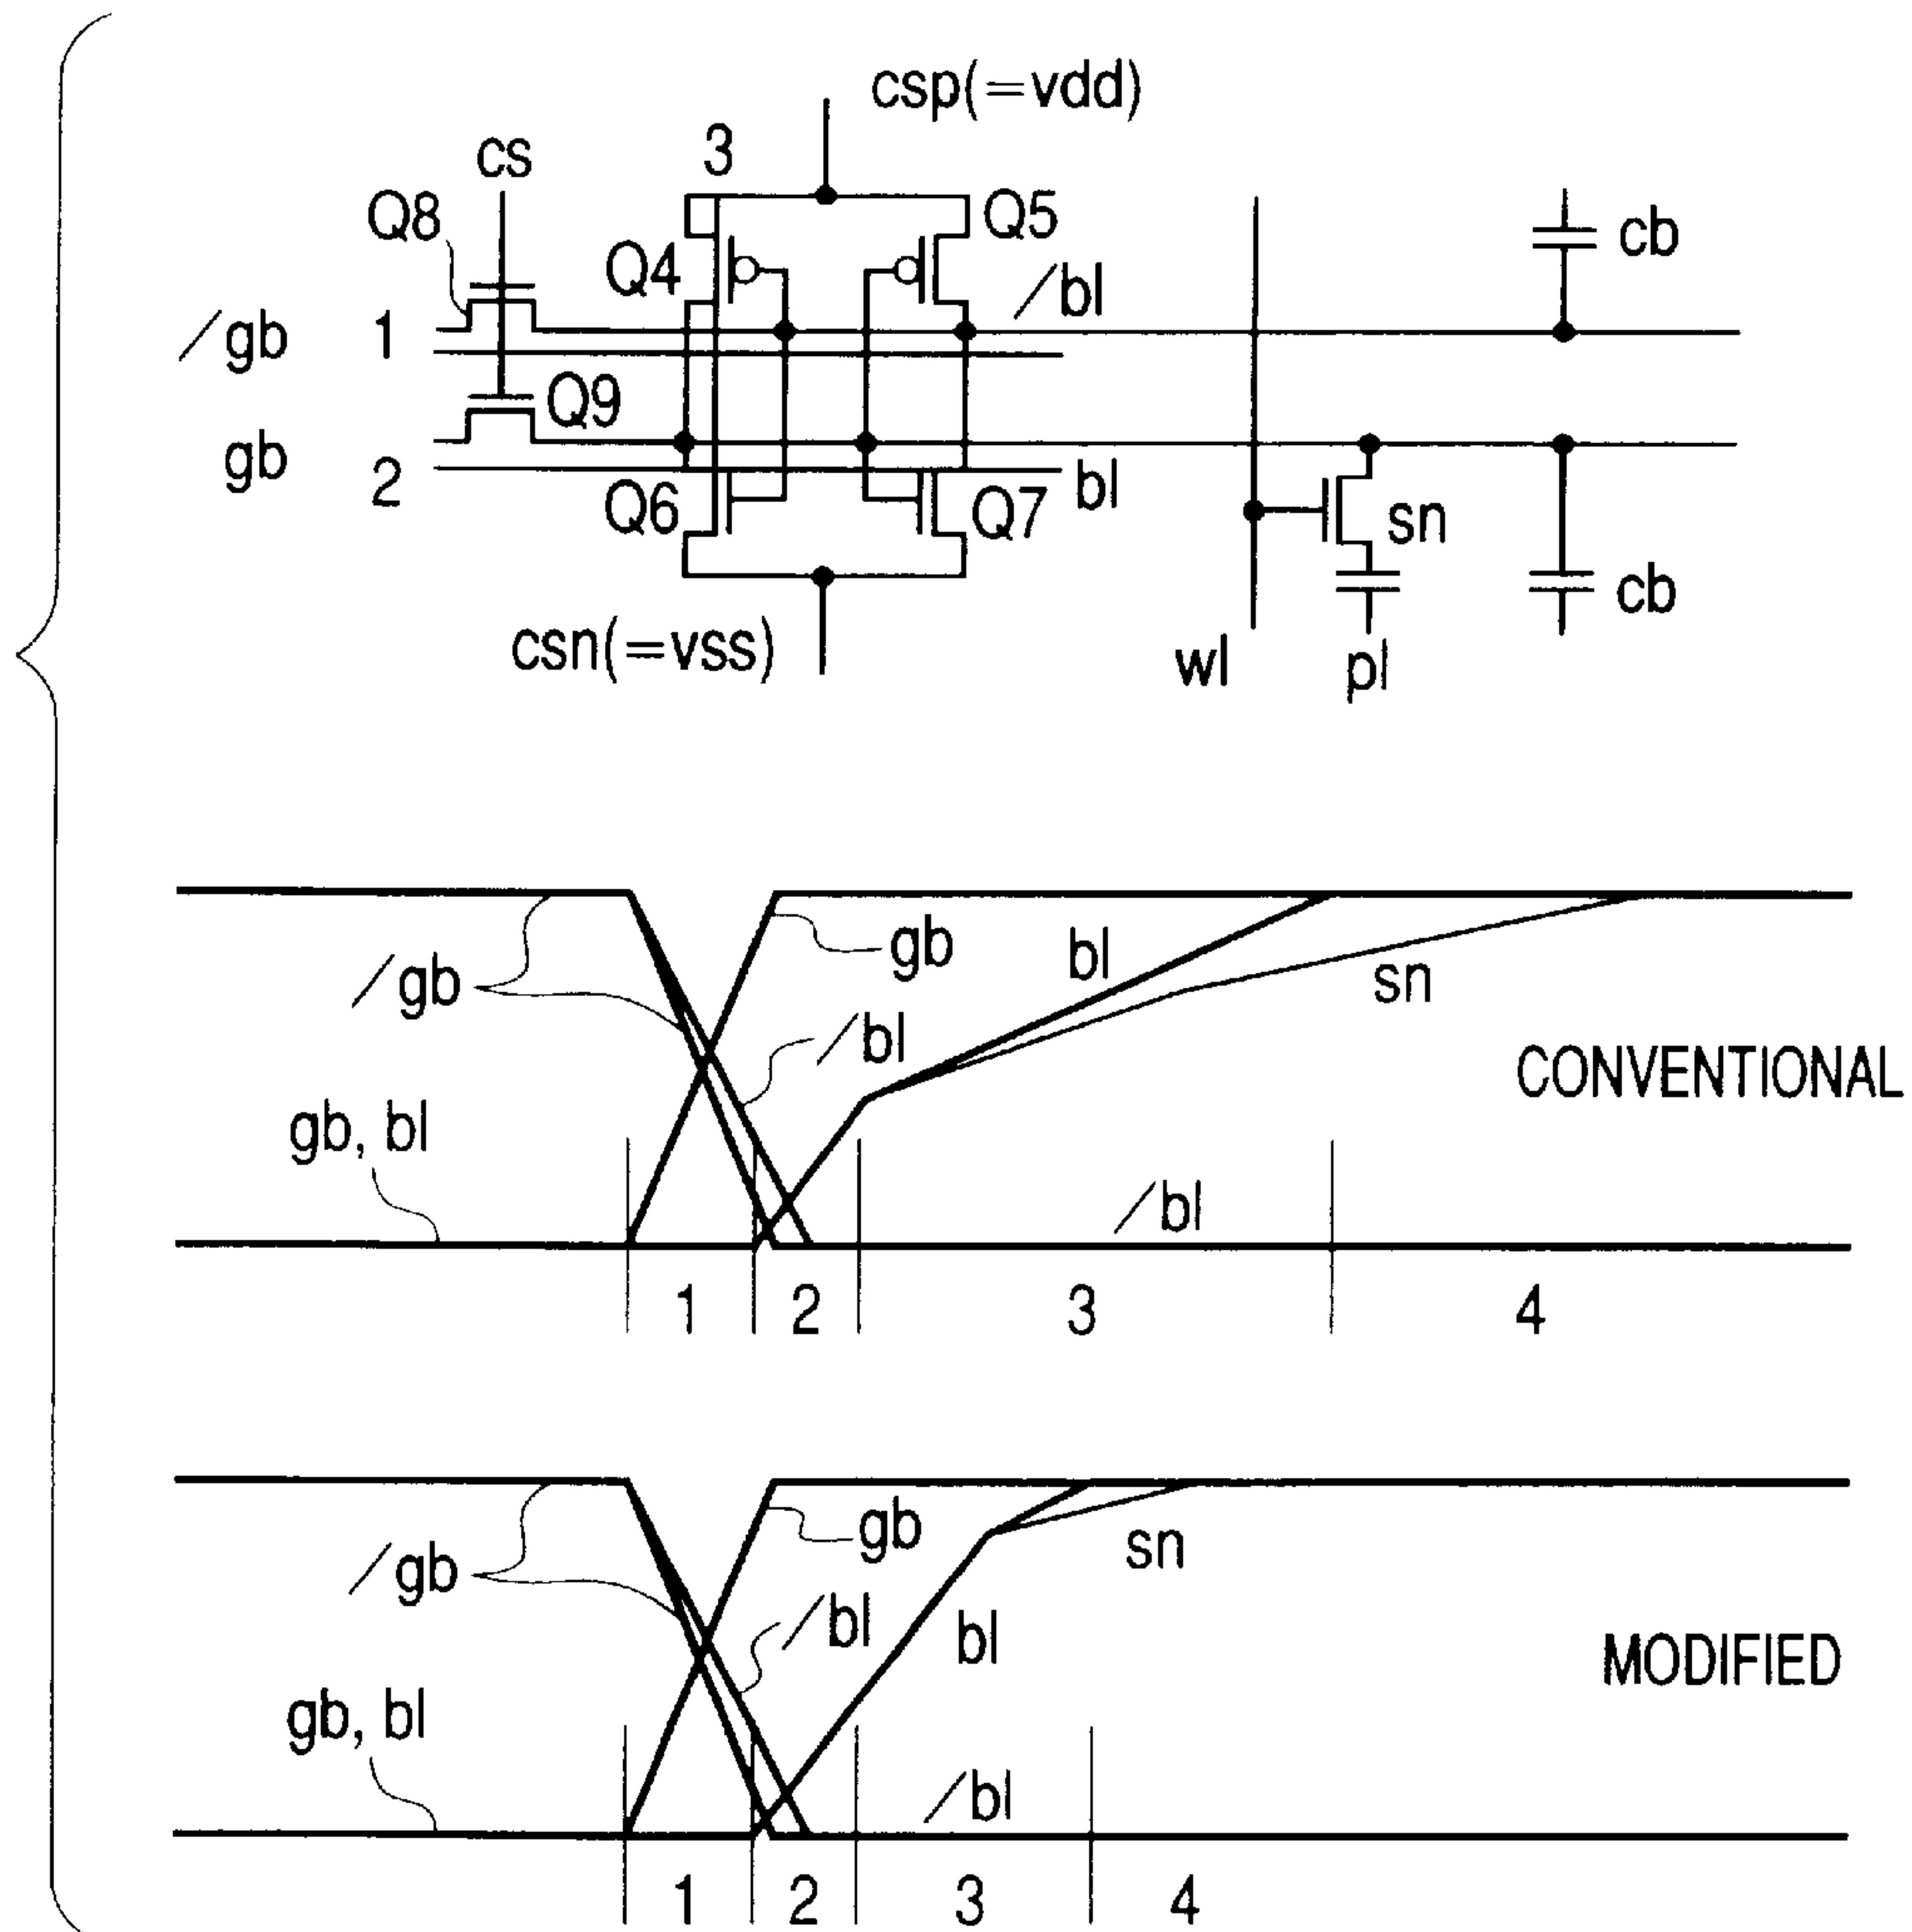 csp(=vdd)
cs
3
Q8
Q4
Q5
cb
/gb
1
/bl
Q9
gb
2
Q6
Q7
bl
sn
cb
csn(=vss)
wl
pl
/gb
gb
bl
sn
/bl
CONVENTIONAL
gb, bl
/bl
1
2
3
4
/gb
gb
sn
/bl
bl
MODIFIED
gb, bl
/bl
1
2
3
4